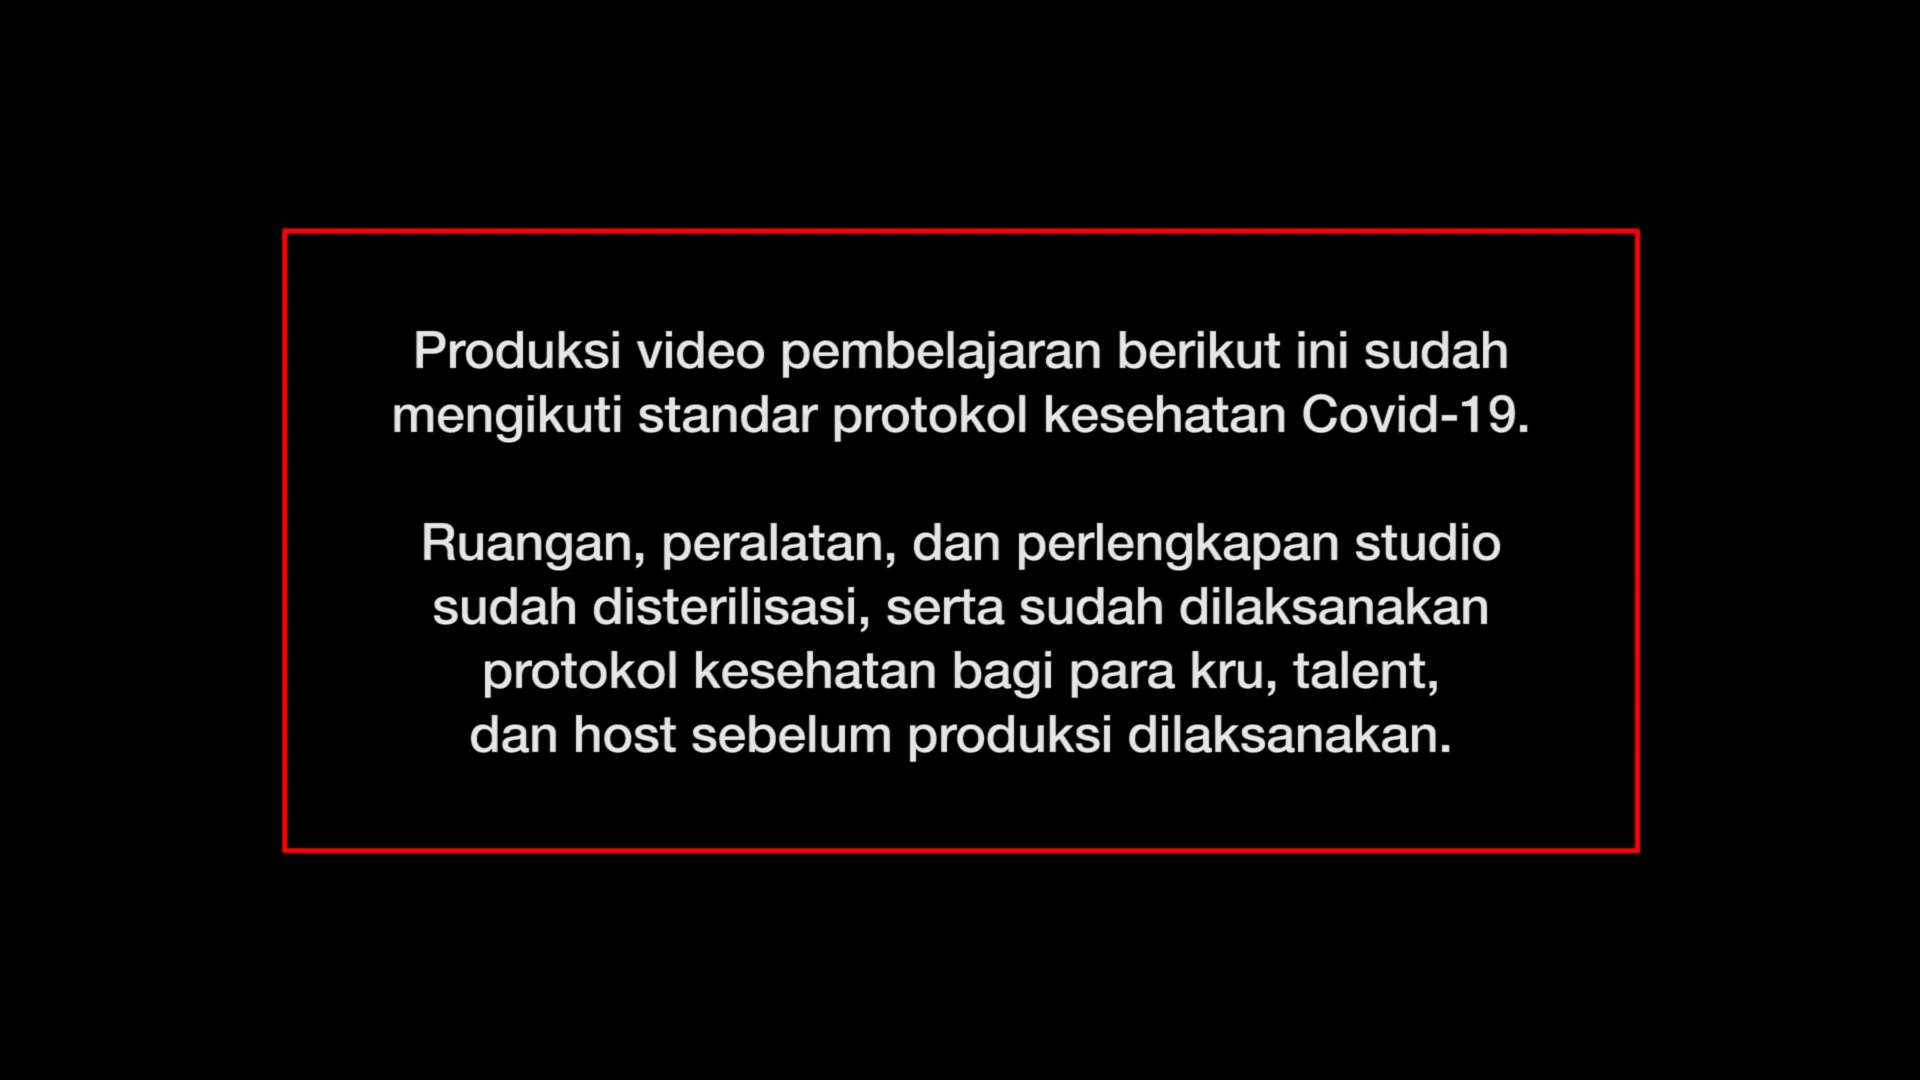 Produksi video pembelajaran berikut ini sudah
mengikuti standar protokol kesehatan Covid-19.
Ruangan, peralatan, dan perlengkapan studio
sudah disterilisasi, serta sudah dilaksanakan
protokol kesehatan bagi para kru, talent,
dan host sebelum produksi dilaksanakan.